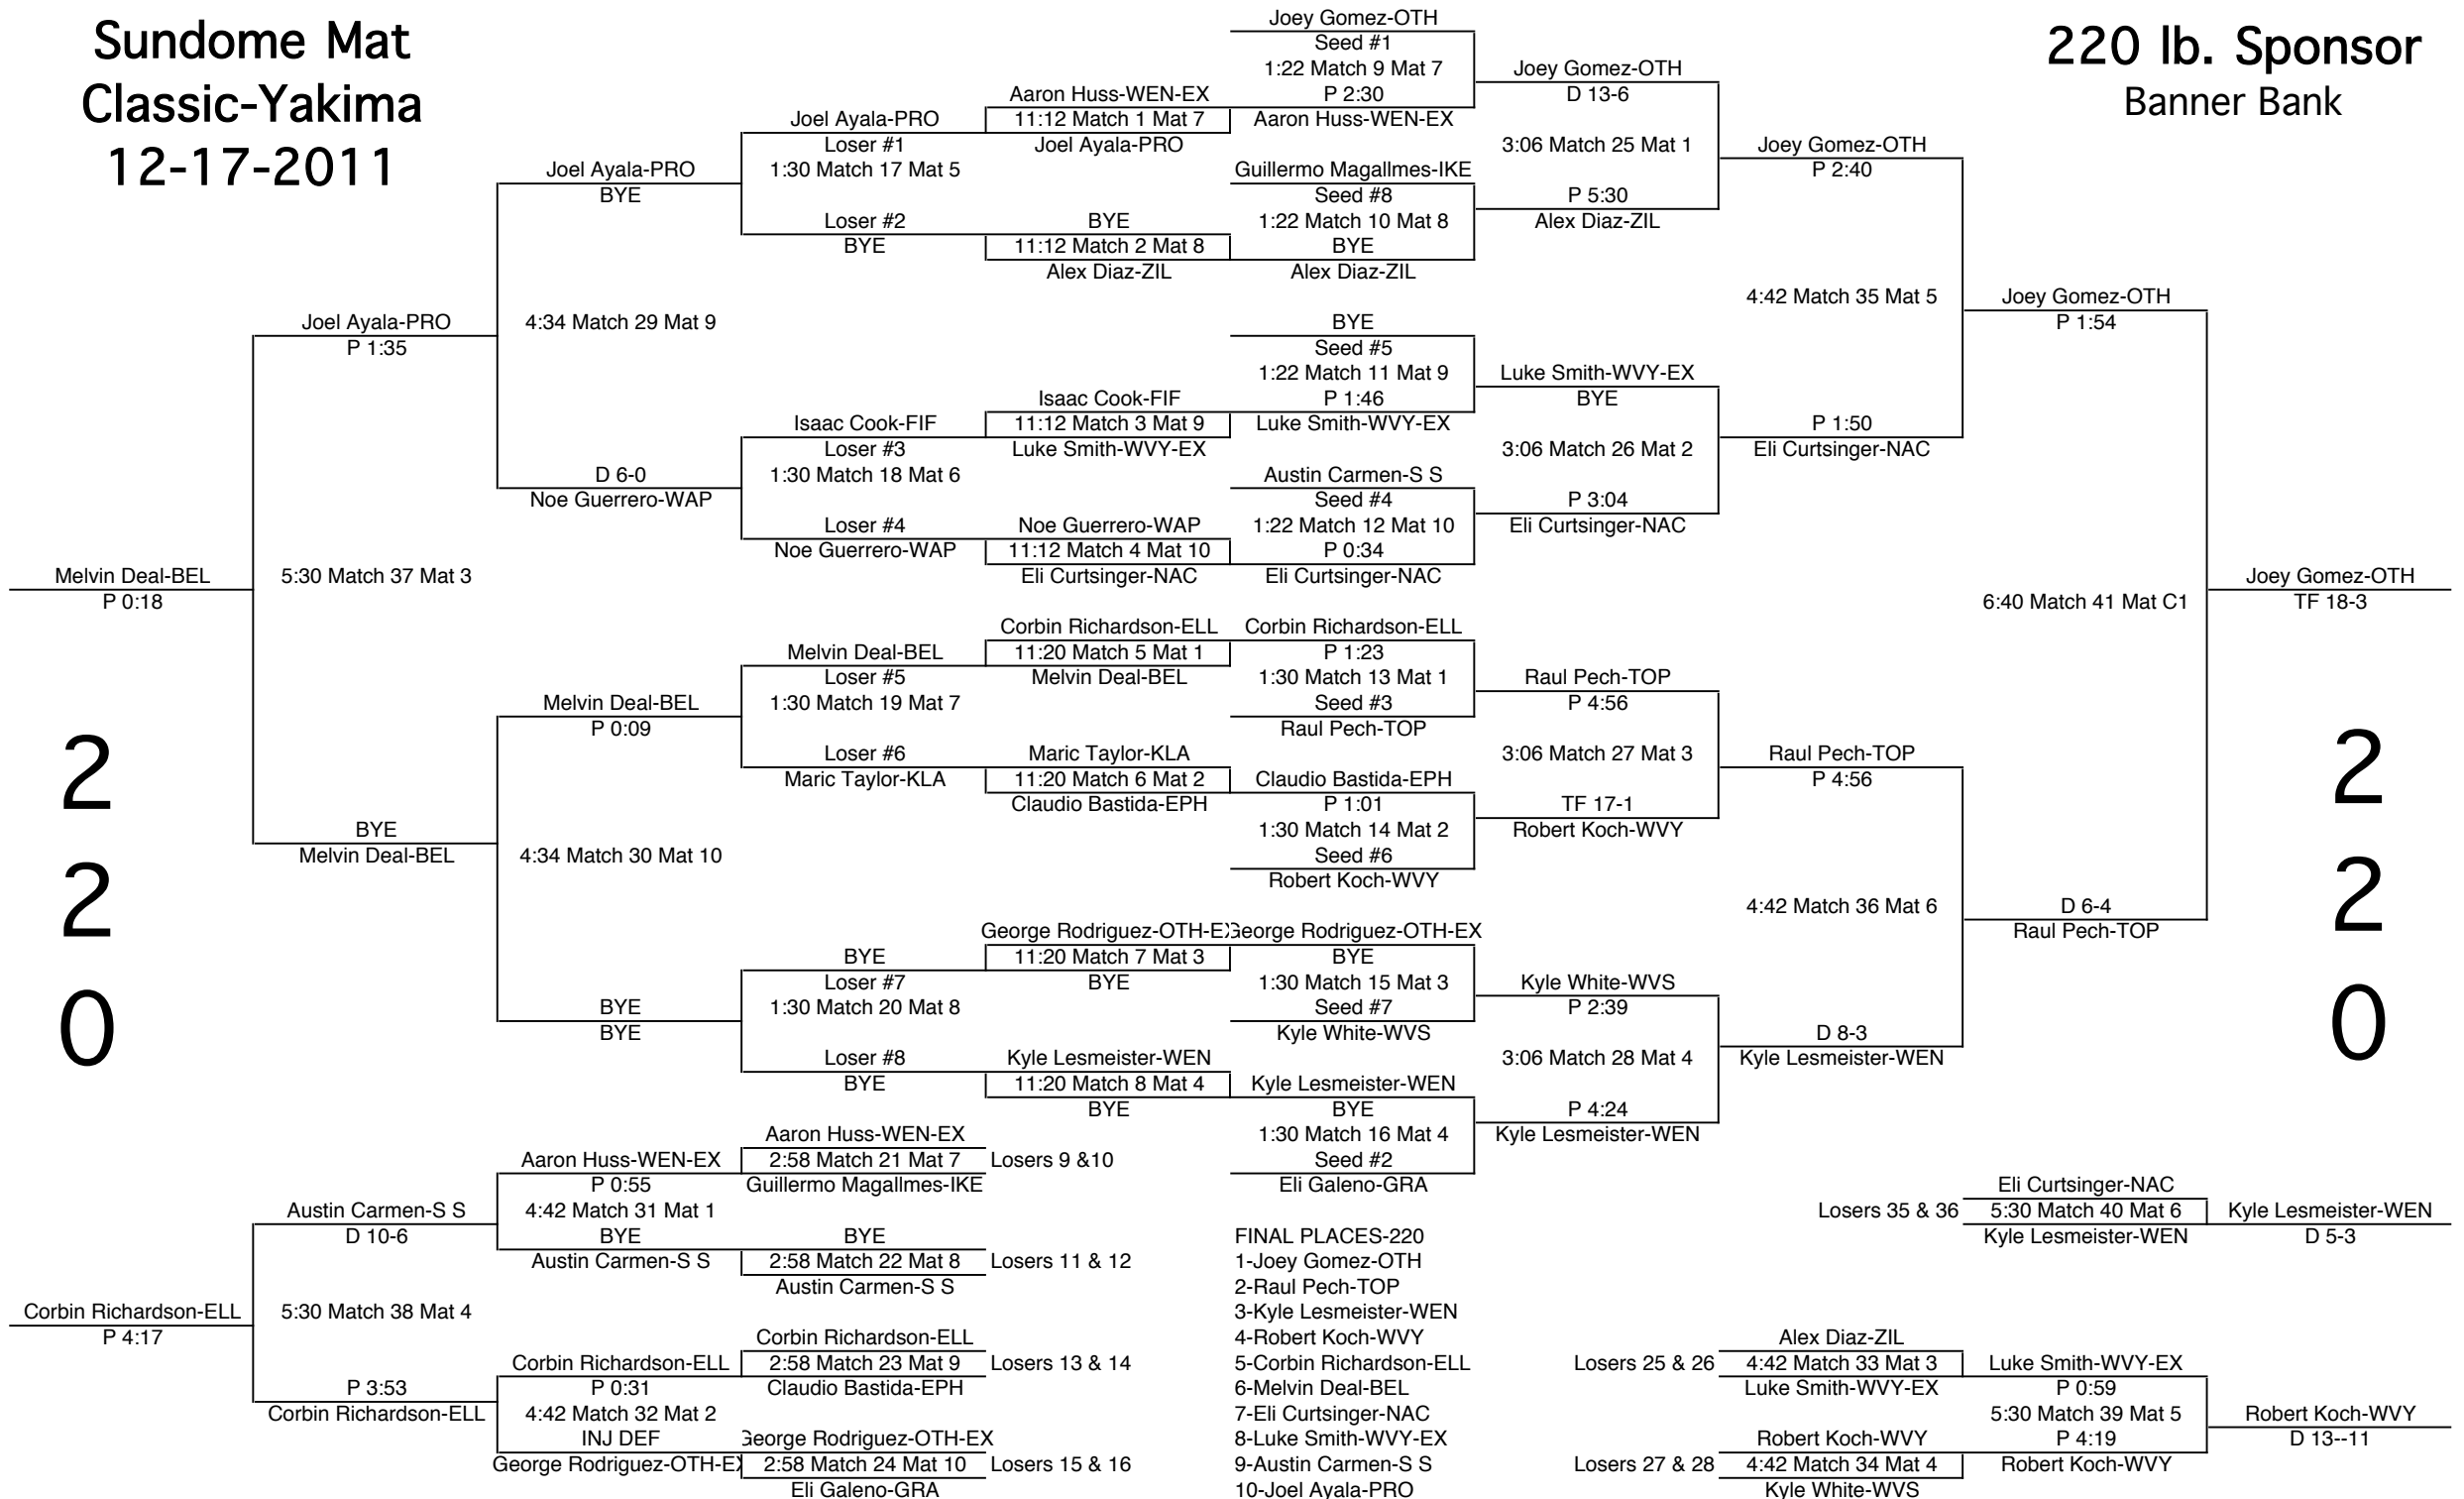 Sundome Mat
Classic-Yakima
12-17-2011
220 lb. Sponsor
Banner Bank
Joey Gomez-OTH
Seed #1
1:22 Match 9 Mat 7
P 2:30
Aaron Huss-WEN-EX
Guillermo Magallmes-IKE
Seed #8
1:22 Match 10 Mat 8
BYE
Alex Diaz-ZIL
BYE
Seed #5
1:22 Match 11 Mat 9
P 1:46
Luke Smith-WVY-EX
Austin Carmen-S S
Seed #4
1:22 Match 12 Mat 10
P 0:34
Eli Curtsinger-NAC
Corbin Richardson-ELL
P 1:23
1:30 Match 13 Mat 1
Seed #3
Raul Pech-TOP
Claudio Bastida-EPH
P 1:01
1:30 Match 14 Mat 2
Seed #6
Robert Koch-WVY
George Rodriguez-OTH-EX
BYE
1:30 Match 15 Mat 3
Seed #7
Kyle White-WVS
Kyle Lesmeister-WEN
BYE
1:30 Match 16 Mat 4
Seed #2
Eli Galeno-GRA
Aaron Huss-WEN-EX
11:12 Match 1 Mat 7
Joel Ayala-PRO
BYE
11:12 Match 2 Mat 8
Alex Diaz-ZIL
Isaac Cook-FIF
11:12 Match 3 Mat 9
Luke Smith-WVY-EX
Noe Guerrero-WAP
11:12 Match 4 Mat 10
Eli Curtsinger-NAC
Corbin Richardson-ELL
11:20 Match 5 Mat 1
Melvin Deal-BEL
Maric Taylor-KLA
11:20 Match 6 Mat 2
Claudio Bastida-EPH
George Rodriguez-OTH-EX
11:20 Match 7 Mat 3
BYE
Kyle Lesmeister-WEN
11:20 Match 8 Mat 4
BYE
Joel Ayala-PRO
Loser #1
1:30 Match 17 Mat 5
Loser #2
BYE
Isaac Cook-FIF
Loser #3
1:30 Match 18 Mat 6
Loser #4
Noe Guerrero-WAP
Melvin Deal-BEL
Loser #5
1:30 Match 19 Mat 7
Loser #6
Maric Taylor-KLA
BYE
Loser #7
1:30 Match 20 Mat 8
Loser #8
BYE
Joel Ayala-PRO
BYE
4:34 Match 29 Mat 9
D 6-0
Noe Guerrero-WAP
Melvin Deal-BEL
P 0:09
4:34 Match 30 Mat 10
BYE
BYE
Joel Ayala-PRO
P 1:35
5:30 Match 37 Mat 3
BYE
Melvin Deal-BEL
Melvin Deal-BEL
P 0:18
Joey Gomez-OTH
D 13-6
3:06 Match 25 Mat 1
P 5:30
Alex Diaz-ZIL
Luke Smith-WVY-EX
BYE
3:06 Match 26 Mat 2
P 3:04
Eli Curtsinger-NAC
Raul Pech-TOP
P 4:56
3:06 Match 27 Mat 3
TF 17-1
Robert Koch-WVY
Kyle White-WVS
P 2:39
3:06 Match 28 Mat 4
P 4:24
Kyle Lesmeister-WEN
Joey Gomez-OTH
P 2:40
4:42 Match 35 Mat 5
P 1:50
Eli Curtsinger-NAC
Raul Pech-TOP
P 4:56
4:42 Match 36 Mat 6
D 8-3
Kyle Lesmeister-WEN
Joey Gomez-OTH
P 1:54
6:40 Match 41 Mat C1
D 6-4
Raul Pech-TOP
Joey Gomez-OTH
TF 18-3
2
2
0
2
2
0
Aaron Huss-WEN-EX
2:58 Match 21 Mat 7
Losers 9 &10
Guillermo Magallmes-IKE
BYE
2:58 Match 22 Mat 8
Losers 11 & 12
Austin Carmen-S S
Corbin Richardson-ELL
2:58 Match 23 Mat 9
Losers 13 & 14
Claudio Bastida-EPH
George Rodriguez-OTH-EX
2:58 Match 24 Mat 10
Losers 15 & 16
Eli Galeno-GRA
Aaron Huss-WEN-EX
P 0:55
4:42 Match 31 Mat 1
BYE
Austin Carmen-S S
Corbin Richardson-ELL
P 0:31
4:42 Match 32 Mat 2
INJ DEF
George Rodriguez-OTH-EX
Austin Carmen-S S
D 10-6
5:30 Match 38 Mat 4
P 3:53
Corbin Richardson-ELL
Corbin Richardson-ELL
P 4:17
FINAL PLACES-220
1-Joey Gomez-OTH
2-Raul Pech-TOP
3-Kyle Lesmeister-WEN
4-Robert Koch-WVY
5-Corbin Richardson-ELL
6-Melvin Deal-BEL
7-Eli Curtsinger-NAC
8-Luke Smith-WVY-EX
9-Austin Carmen-S S
10-Joel Ayala-PRO
Losers 35 & 36
Eli Curtsinger-NAC
5:30 Match 40 Mat 6
Kyle Lesmeister-WEN
Kyle Lesmeister-WEN
D 5-3
Losers 25 & 26
Alex Diaz-ZIL
4:42 Match 33 Mat 3
Luke Smith-WVY-EX
Losers 27 & 28
Robert Koch-WVY
4:42 Match 34 Mat 4
Kyle White-WVS
Luke Smith-WVY-EX
P 0:59
5:30 Match 39 Mat 5
P 4:19
Robert Koch-WVY
Robert Koch-WVY
D 13--11